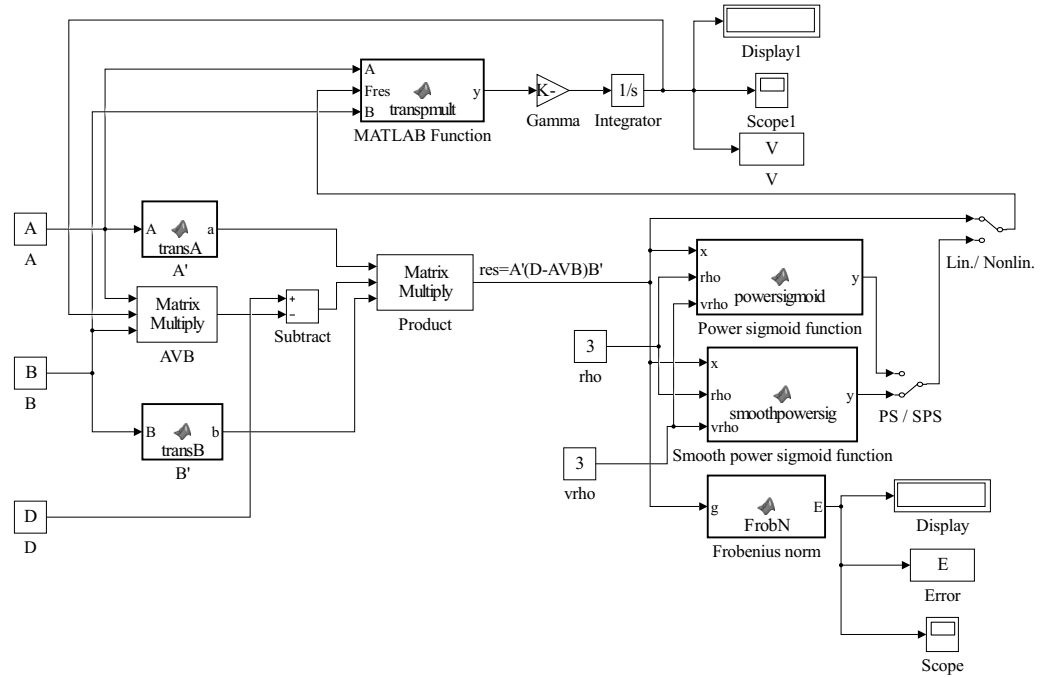 Display1
A
Fres
B
transpmult
y
MATLAB Function
K-
Gamma
1/s
Integrator
Scope1
V
V
A
A
A
a
transA
A'
Matrix
Multiply
AVB
+
−
Subtract
Matrix
Multiply
Product
res=A'(D-AVB)B'
Lin./ Nonlin.
x
rho
vrho
powersigmoid
y
Power sigmoid function
3
rho
B
B
x
rho
vrho
smoothpowersig
y
Smooth power sigmoid function
PS / SPS
B
b
transB
B'
3
vrho
D
D
g
E
FrobN
Frobenius norm
Display
E
Error
Scope